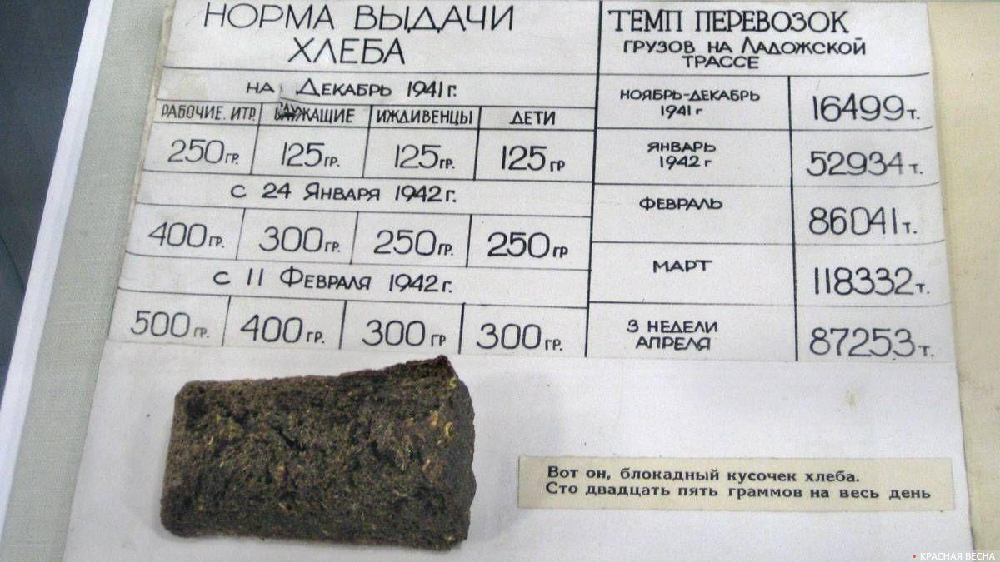 НОРМА ВЫДАЧИ
ХЛЕБА
НА ДЕКАБРЬ 1941 г.
РАБОЧИЕ. ИТР. СЛУЖАЩИЕ ИЖДИВЕНЦЫ ДЕТИ
250 ГР. 125 ГР. 125 ГР. 125 ГР
С 24 ЯНВАРЯ 1942 Г.
400 ГР. 300 ГР. 250 ГР. 250 ГР
С 11 ФЕВРАЛЯ 1942 Г.
500 ГР. 400 ГР. 300 ГР 300 ГР.
ТЕМП ПЕРЕВОЗОК
ГРУЗОВ НА ЛАДОЖСКОЙ
ТРАССЕ
НОЯБРЬ-ДЕКАБРЬ
1941 г
16499 т.
ЯНВАРЬ
1942 г
52934 т.
ФЕВРАЛЬ
86041 т.
МАРТ
118332 т.
3 НЕДЕЛИ
АПРЕЛЯ
87253 т.
Вот он, блокадный кусочек хлеба.
Сто двадцать пять граммов на весь день
КРАСНАЯ ВЕСНА